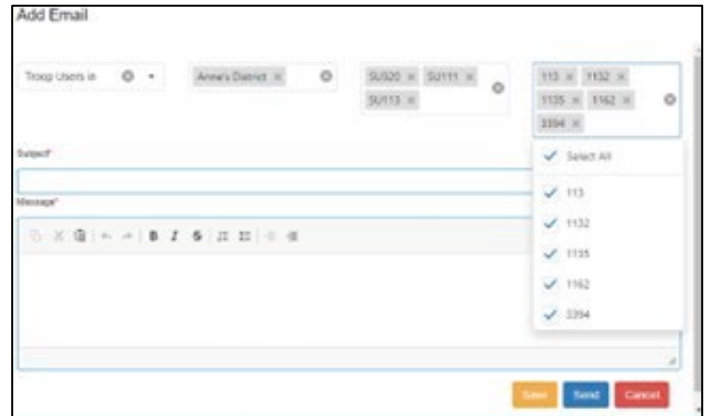 Add Email
Troop Users in
Anna's District
SU320 SU111
SU113
113 1132
1135 1162
3394
Subject*
Message*
B I S
Select All
113
1132
1135
1162
3394
Save Send Cancel